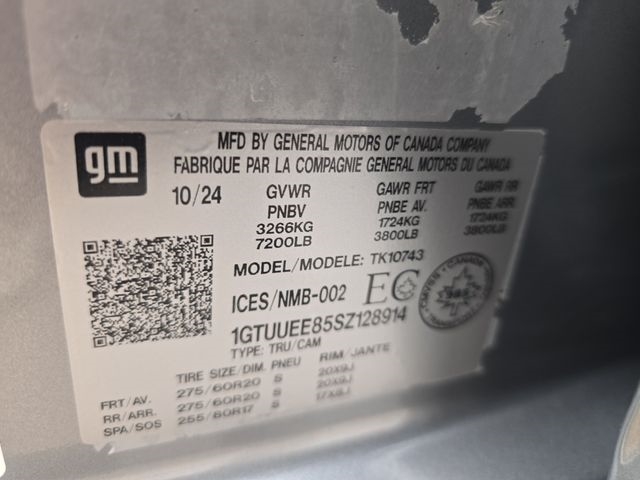 gm
MFD BY GENERAL MOTORS OF CANADA COMPANY
FABRIQUE PAR LA COMPAGNIE GENERAL MOTORS DU CANADA
10/24 GVWR GAWR FRT GAWR RR
PNBV PNBE AV. PNBE ARR.
3266KG 1724KG 1724KG
7200LB 3800LB 3800LB
MODEL/MODELE: TK10743
ICES/NMB-002 EC
1GTUUEE85SZ128914
TYPE: TRU/CAM
TIRE SIZE/DIM. PNEU RIM/JANTE
FRT/AV. 275/60R20 S 20X9J
RR/ARR. 275/60R20 S 20X9J
SPA/SOS 255/80R17 S 17X8J
CANADA